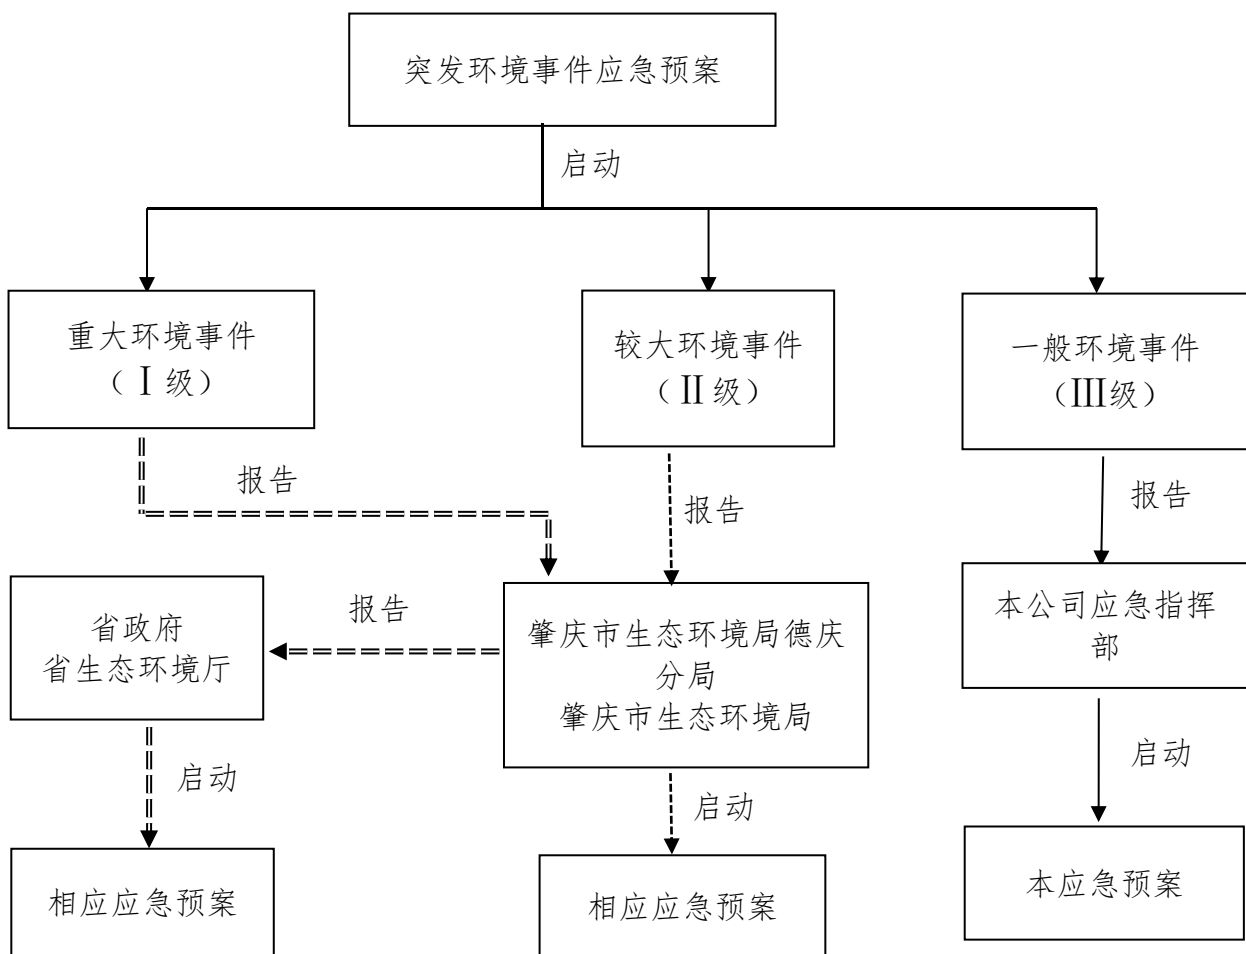 突发环境事件应急预案
启动
重大环境事件
（Ⅰ级）
较大环境事件
（Ⅱ级）
一般环境事件
（Ⅲ级）
报告
报告
报告
省政府
省生态环境厅
报告
肇庆市生态环境局德庆
分局
肇庆市生态环境局
本公司应急指挥
部
启动
启动
启动
相应应急预案
相应应急预案
本应急预案